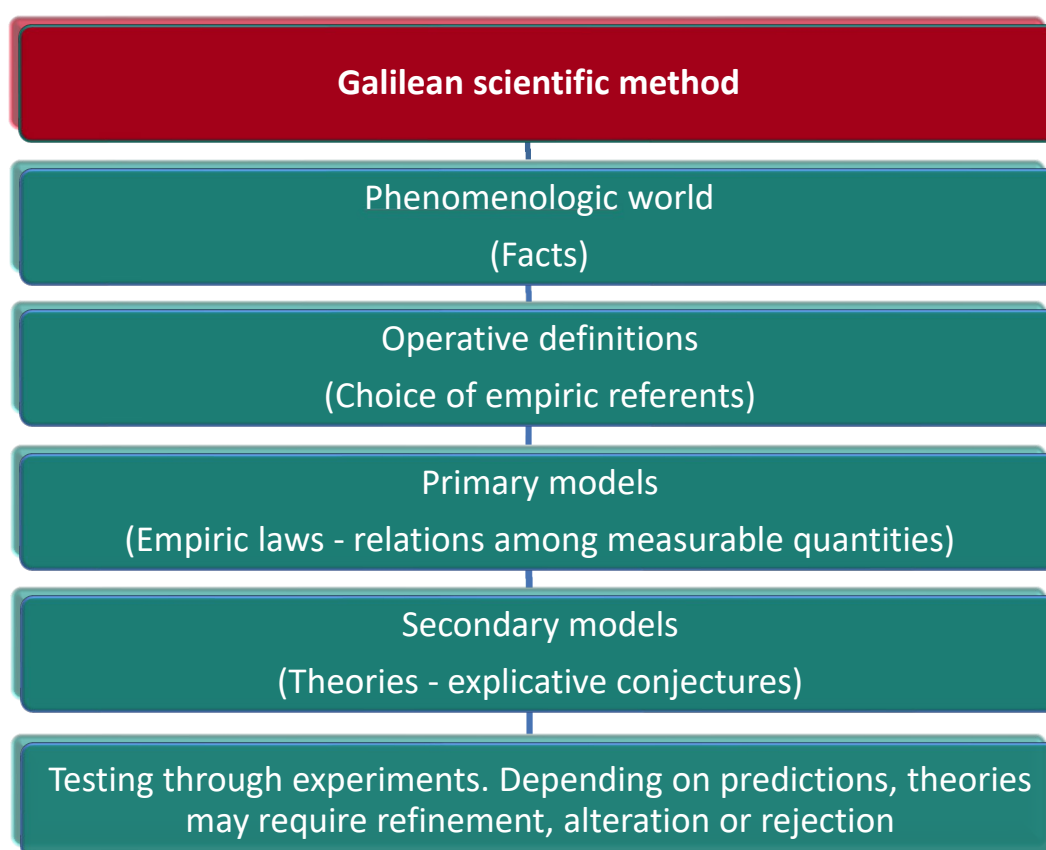 Galilean scientific method
Phenomenologic world
(Facts)
Operative definitions
(Choice of empiric referents)
Primary models
(Empiric laws - relations among measurable quantities)
Secondary models
(Theories - explicative conjectures)
Testing through experiments. Depending on predictions, theories
may require refinement, alteration or rejection